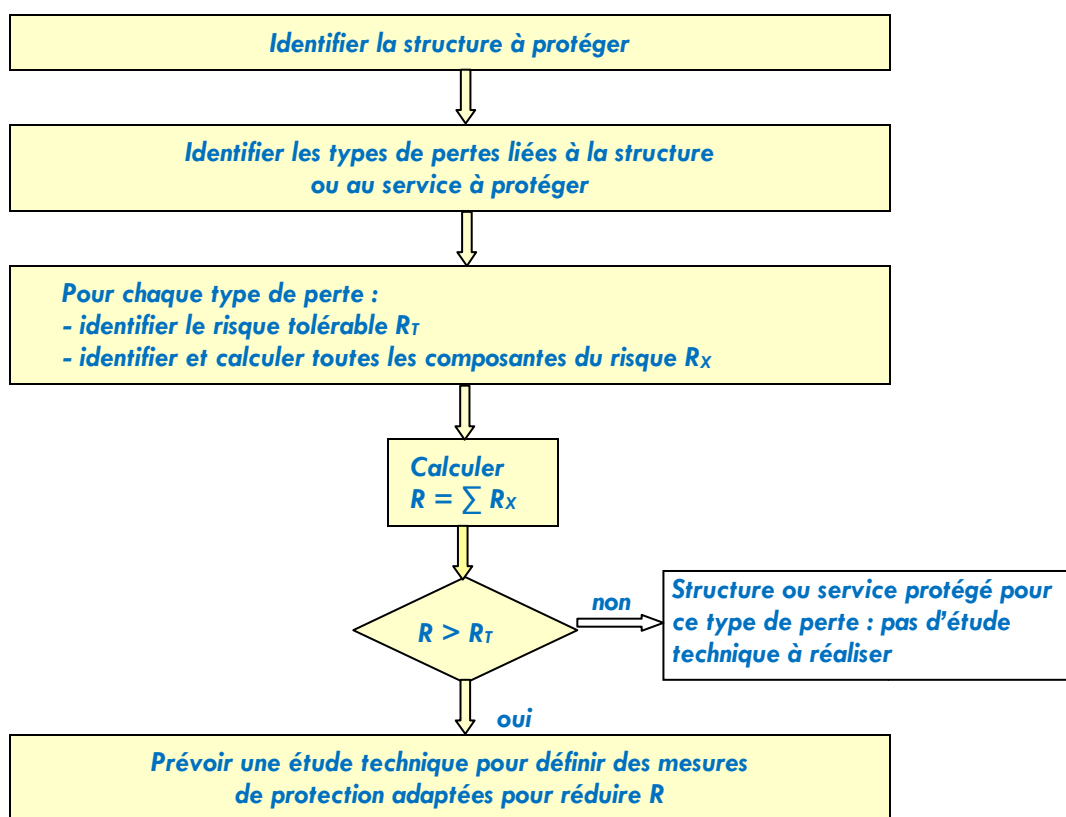 Identifier la structure à protéger
Identifier les types de pertes liées à la structure
ou au service à protéger
Pour chaque type de perte :
- identifier le risque tolérable RT
- identifier et calculer toutes les composantes du risque RX
Calculer
R = ∑ RX
R > RT
non
Structure ou service protégé pour
ce type de perte : pas d'étude
technique à réaliser
oui
Prévoir une étude technique pour définir des mesures
de protection adaptées pour réduire R